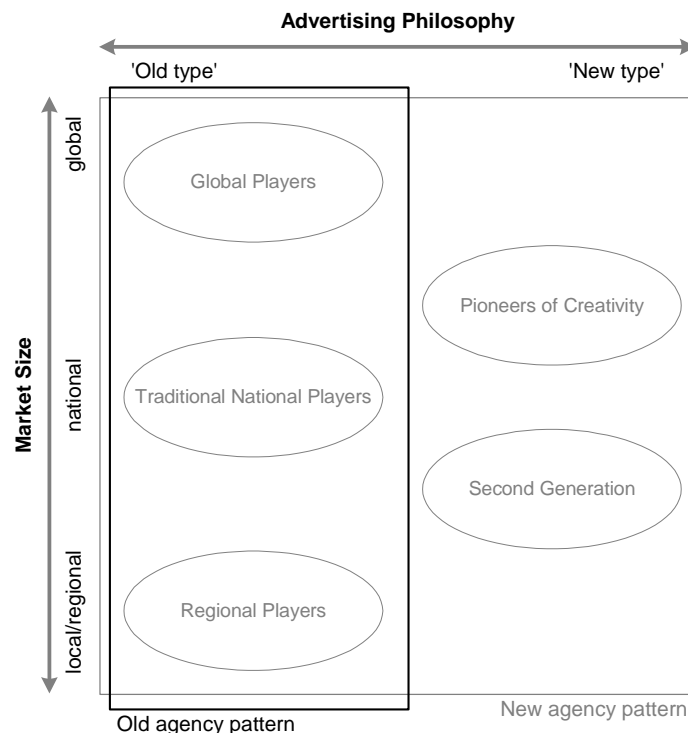 Advertising Philosophy
'Old type'
'New type'
global
Global Players
Pioneers of Creativity
Market Size
national
Traditional National Players
Second Generation
local/regional
Regional Players
New agency pattern
Old agency pattern